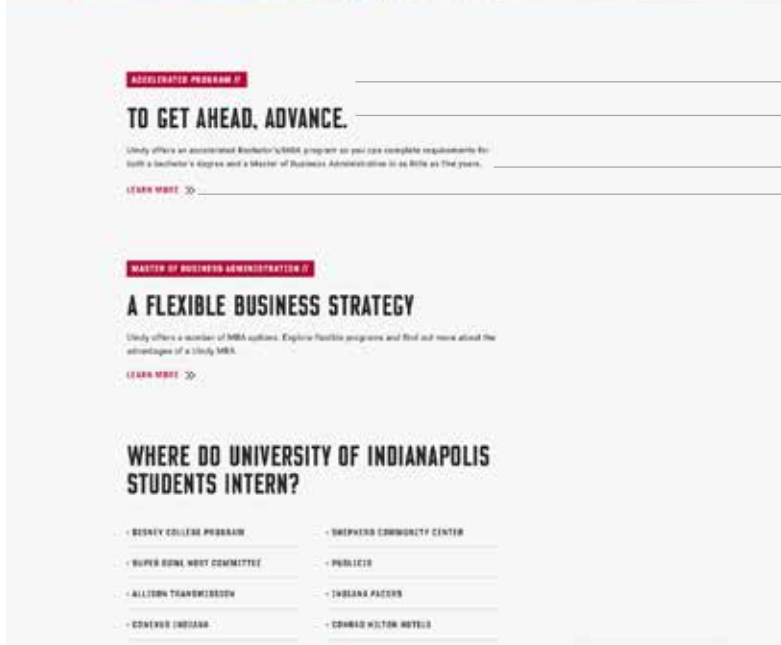 ACCELERATED PROGRAM //
TO GET AHEAD, ADVANCE.
UIndy offers an accelerated Bachelor's/MBA program so you can complete requirements for
both a bachelor's degree and a Master of Business Administration in as little as five years.
LEARN MORE
MASTER OF BUSINESS ADMINISTRATION //
A FLEXIBLE BUSINESS STRATEGY
UIndy offers a number of MBA options. Explore flexible programs and find out more about the
advantages of a UIndy MBA.
LEARN MORE
WHERE DO UNIVERSITY OF INDIANAPOLIS
STUDENTS INTERN?
- DISNEY COLLEGE PROGRAM
- SHEPHERD COMMUNITY CENTER
- SUPER BOWL HOST COMMITTEE
- PUBLICIS
- ALLISON TRANSMISSION
- INDIANA PACERS
- CONEXUS INDIANA
- CONRAD HILTON HOTELS